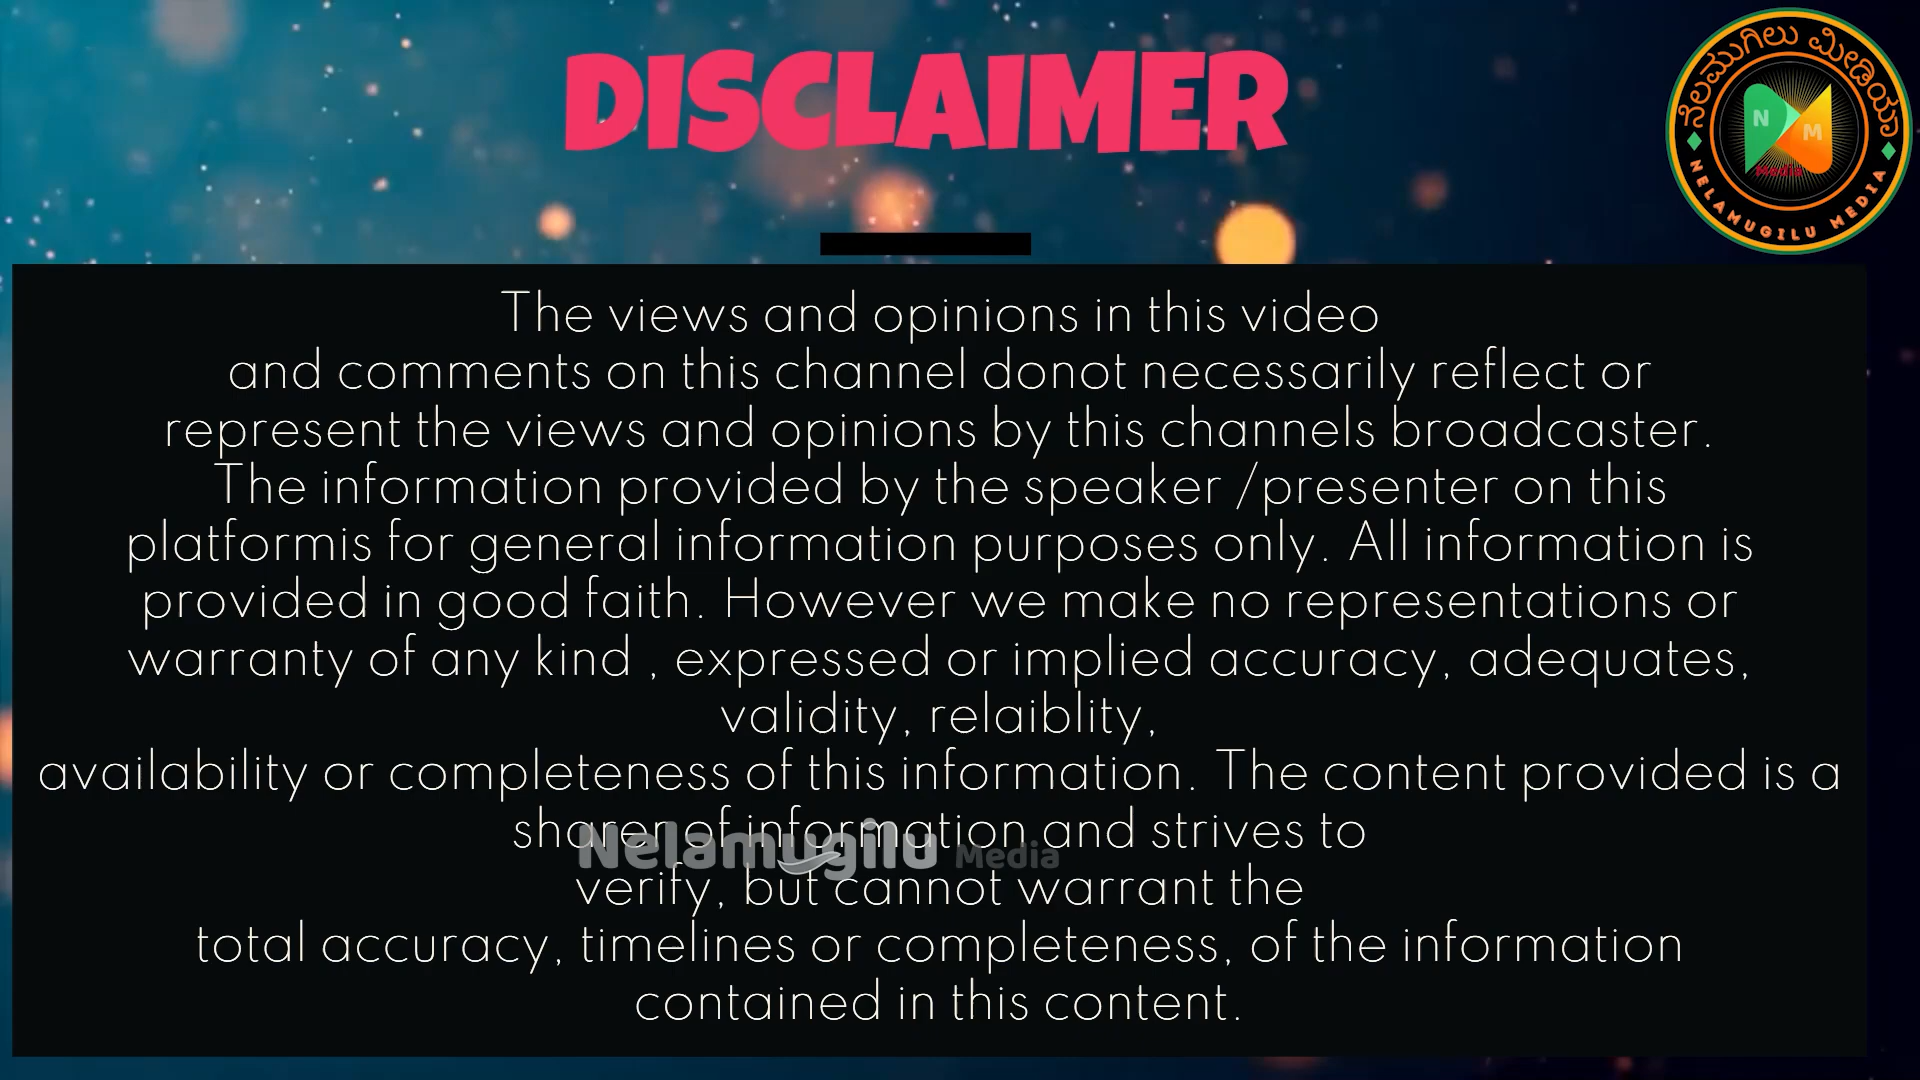 DISCLAIMER
ನೆಲಮುಗಿಲು ಮೀಡಿಯಾ
N M
Media
NELAMUGILU MEDIA
The views and opinions in this video
and comments on this channel donot necessarily reflect or
represent the views and opinions by this channels broadcaster.
The information provided by the speaker /presenter on this
platformis for general information purposes only. All information is
provided in good faith. However we make no representations or
warranty of any kind , expressed or implied accuracy, adequates,
validity, relaiblity,
availability or completeness of this information. The content provided is a
sharer of information and strives to
Nelamugilu Media
verify, but cannot warrant the
total accuracy, timelines or completeness, of the information
contained in this content.